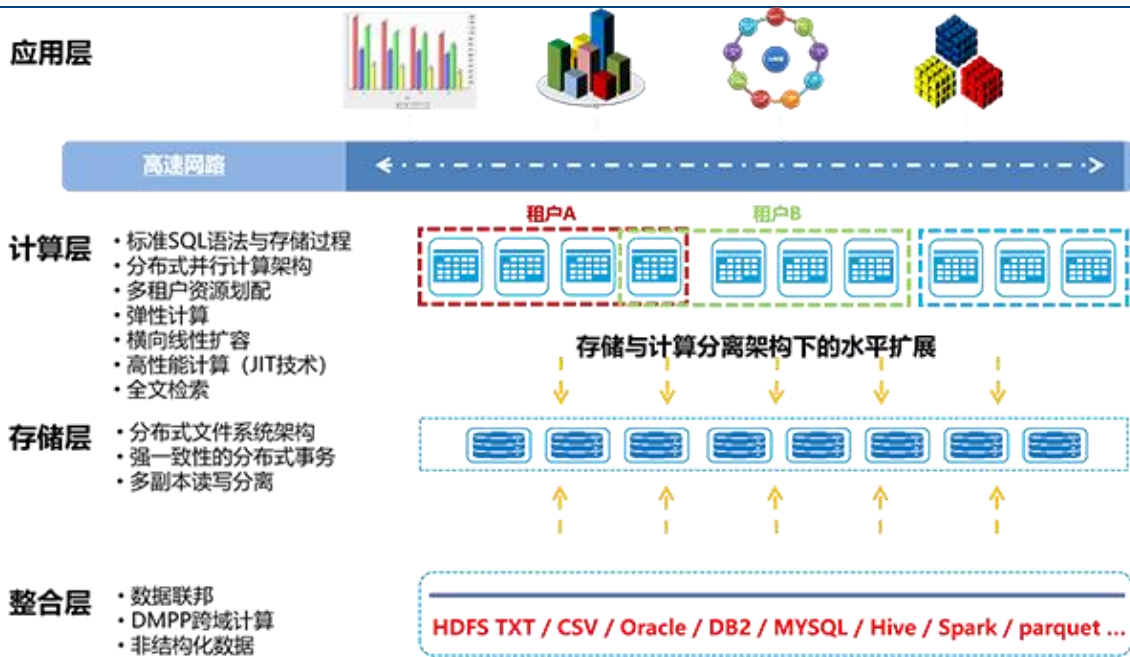 应用层
高速网路
租户A
租户B
计算层
• 标准SQL语法与存储过程
• 分布式并行计算架构
• 多租户资源划配
• 弹性计算
• 横向线性扩容
• 高性能计算（JIT技术）
• 全文检索
存储与计算分离架构下的水平扩展
存储层
• 分布式文件系统架构
• 强一致性的分布式事务
• 多副本读写分离
整合层
• 数据联邦
• DMPP跨域计算
• 非结构化数据
HDFS TXT / CSV / Oracle / DB2 / MYSQL / Hive / Spark / parquet ...